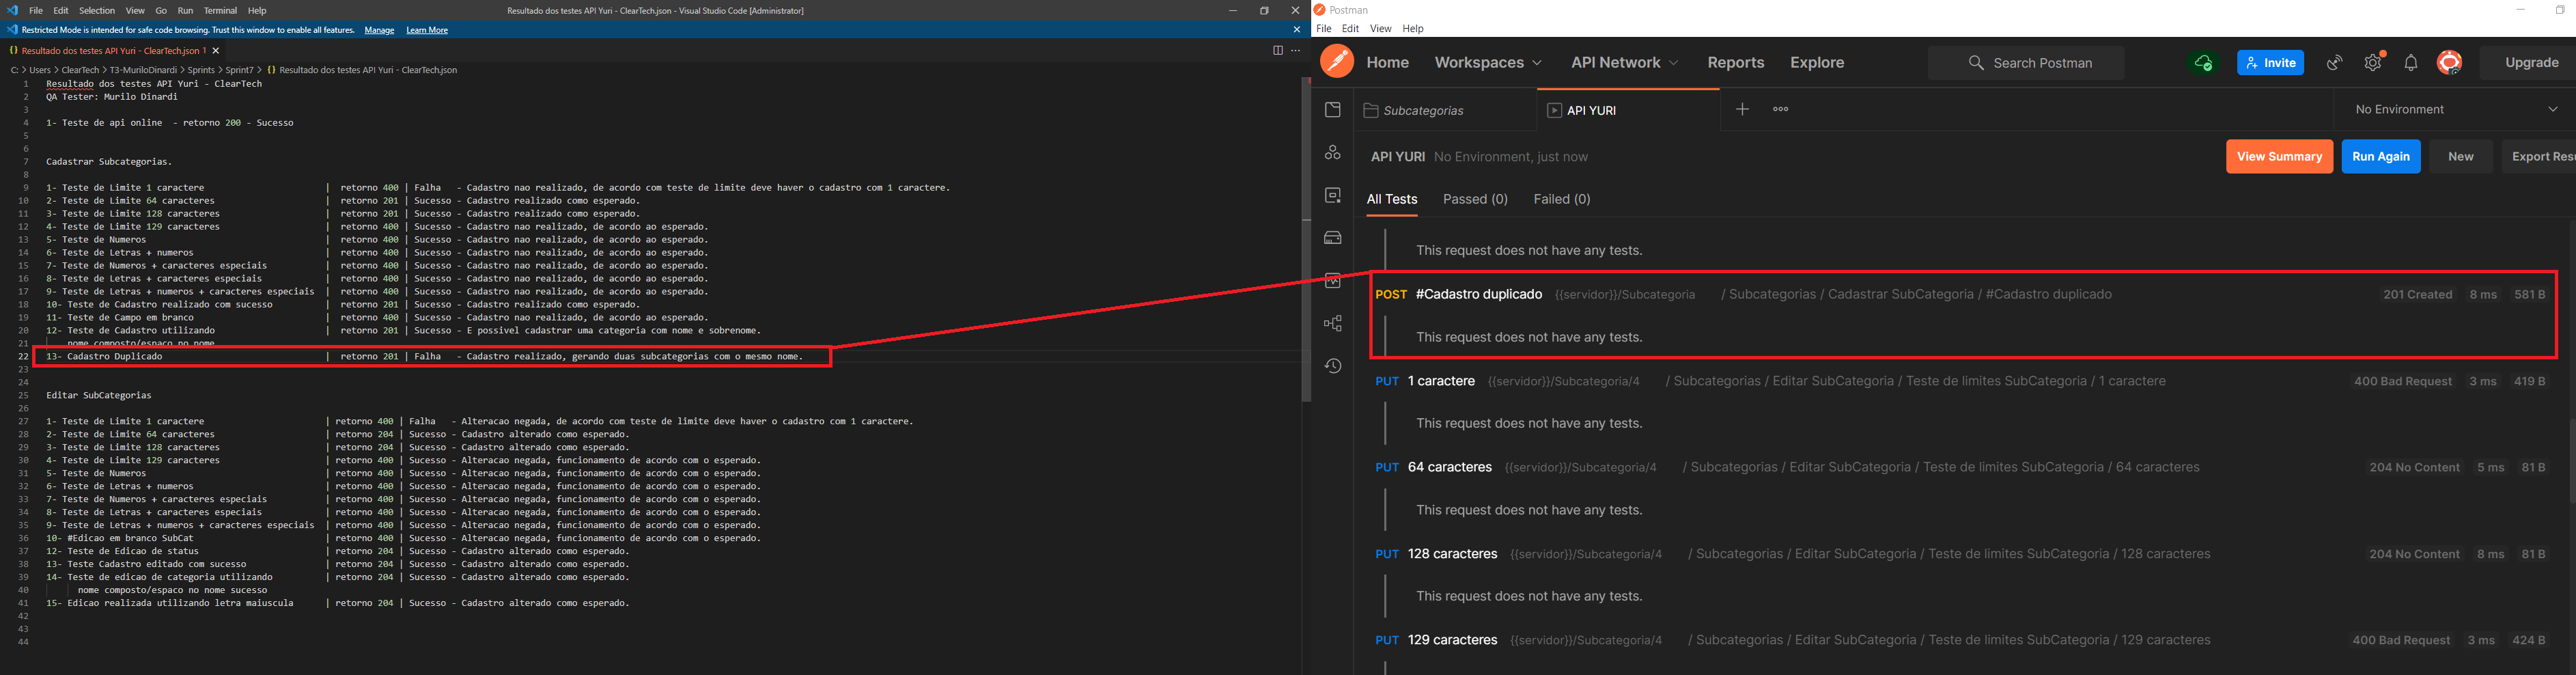 File Edit Selection View Go Run Terminal Help
Resultado dos testes API Yuri - ClearTech.json - Visual Studio Code [Administrator]
Restricted Mode is intended for safe code browsing. Trust this window to enable all features. Manage Learn More
{} Resultado dos testes API Yuri - ClearTech.json 1
C: > Users > ClearTech > T3-MuriloDinardi > Sprints > Sprint7 > {} Resultado dos testes API Yuri - ClearTech.json
1 Resultado dos testes API Yuri - ClearTech
2 QA Tester: Murilo Dinardi
3
4 1- Teste de api online - retorno 200 - Sucesso
5
6
7 Cadastrar Subcategorias.
8
9 1- Teste de Limite 1 caractere | retorno 400 | Falha - Cadastro nao realizado, de acordo com teste de limite deve haver o cadastro com 1 caractere.
10 2- Teste de Limite 64 caracteres | retorno 201 | Sucesso - Cadastro realizado como esperado.
11 3- Teste de Limite 128 caracteres | retorno 201 | Sucesso - Cadastro realizado como esperado.
12 4- Teste de Limite 129 caracteres | retorno 400 | Sucesso - Cadastro nao realizado, de acordo ao esperado.
13 5- Teste de Numeros | retorno 400 | Sucesso - Cadastro nao realizado, de acordo ao esperado.
14 6- Teste de Letras + numeros | retorno 400 | Sucesso - Cadastro nao realizado, de acordo ao esperado.
15 7- Teste de Numeros + caracteres especiais | retorno 400 | Sucesso - Cadastro nao realizado, de acordo ao esperado.
16 8- Teste de Letras + caracteres especiais | retorno 400 | Sucesso - Cadastro nao realizado, de acordo ao esperado.
17 9- Teste de Letras + numeros + caracteres especiais | retorno 400 | Sucesso - Cadastro nao realizado, de acordo ao esperado.
18 10- Teste de Cadastro realizado com sucesso | retorno 201 | Sucesso - Cadastro realizado como esperado.
19 11- Teste de Campo em branco | retorno 400 | Sucesso - Cadastro nao realizado, de acordo ao esperado.
20 12- Teste de Cadastro utilizando | retorno 201 | Sucesso - E possivel cadastrar uma categoria com nome e sobrenome.
21 nome composto/espaco no nome
22 13- Cadastro Duplicado | retorno 201 | Falha - Cadastro realizado, gerando duas subcategorias com o mesmo nome.
23
24
25 Editar SubCategorias
26
27 1- Teste de Limite 1 caractere | retorno 400 | Falha - Alteracao negada, de acordo com teste de limite deve haver o cadastro com 1 caractere.
28 2- Teste de Limite 64 caracteres | retorno 204 | Sucesso - Cadastro alterado como esperado.
29 3- Teste de Limite 128 caracteres | retorno 204 | Sucesso - Cadastro alterado como esperado.
30 4- Teste de Limite 129 caracteres | retorno 400 | Sucesso - Alteracao negada, funcionamento de acordo com o esperado.
31 5- Teste de Numeros | retorno 400 | Sucesso - Alteracao negada, funcionamento de acordo com o esperado.
32 6- Teste de Letras + numeros | retorno 400 | Sucesso - Alteracao negada, funcionamento de acordo com o esperado.
33 7- Teste de Numeros + caracteres especiais | retorno 400 | Sucesso - Alteracao negada, funcionamento de acordo com o esperado.
34 8- Teste de Letras + caracteres especiais | retorno 400 | Sucesso - Alteracao negada, funcionamento de acordo com o esperado.
35 9- Teste de Letras + numeros + caracteres especiais | retorno 400 | Sucesso - Alteracao negada, funcionamento de acordo com o esperado.
36 10- #Edicao em branco SubCat | retorno 400 | Sucesso - Alteracao negada, funcionamento de acordo com o esperado.
37 12- Teste de Edicao de status | retorno 204 | Sucesso - Cadastro alterado como esperado.
38 13- Teste Cadastro editado com sucesso | retorno 204 | Sucesso - Cadastro alterado como esperado.
39 14- Teste de edicao de categoria utilizando | retorno 204 | Sucesso - Cadastro alterado como esperado.
40 nome composto/espaco no nome sucesso
41 15- Edicao realizada utilizando letra maiuscula | retorno 204 | Sucesso - Cadastro alterado como esperado.
42
43
44
Postman
File Edit View Help
Home Workspaces API Network Reports Explore Search Postman Invite Upgrade
Subcategorias API YURI No Environment
API YURI No Environment, just now View Summary Run Again New Export Res
All Tests Passed (0) Failed (0)
This request does not have any tests.
POST #Cadastro duplicado {{servidor}}/Subcategoria / Subcategorias / Cadastrar SubCategoria / #Cadastro duplicado 201 Created 8 ms 581 B
This request does not have any tests.
PUT 1 caractere {{servidor}}/Subcategoria/4 / Subcategorias / Editar SubCategoria / Teste de limites SubCategoria / 1 caractere 400 Bad Request 3 ms 419 B
This request does not have any tests.
PUT 64 caracteres {{servidor}}/Subcategoria/4 / Subcategorias / Editar SubCategoria / Teste de limites SubCategoria / 64 caracteres 204 No Content 5 ms 81 B
This request does not have any tests.
PUT 128 caracteres {{servidor}}/Subcategoria/4 / Subcategorias / Editar SubCategoria / Teste de limites SubCategoria / 128 caracteres 204 No Content 8 ms 81 B
This request does not have any tests.
PUT 129 caracteres {{servidor}}/Subcategoria/4 / Subcategorias / Editar SubCategoria / Teste de limites SubCategoria / 129 caracteres 400 Bad Request 3 ms 424 B